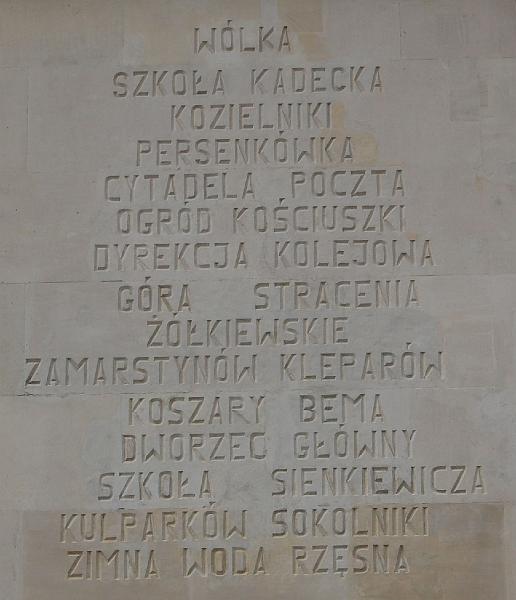 WÓLKA
SZKOŁA KADECKA
KOZIELNIKI
PERSENKÓWKA
CYTADELA POCZTA
OGRÓD KOŚCIUSZKI
DYREKCJA KOLEJOWA
GÓRA STRACENIA
ŻÓŁKIEWSKIE
ZAMARSTYNÓW KLEPARÓW
KOSZARY BEMA
DWORZEC GŁÓWNY
SZKOŁA SIENKIEWICZA
KULPARKÓW SOKOLNIKI
ZIMNA WODA RZĘSNA